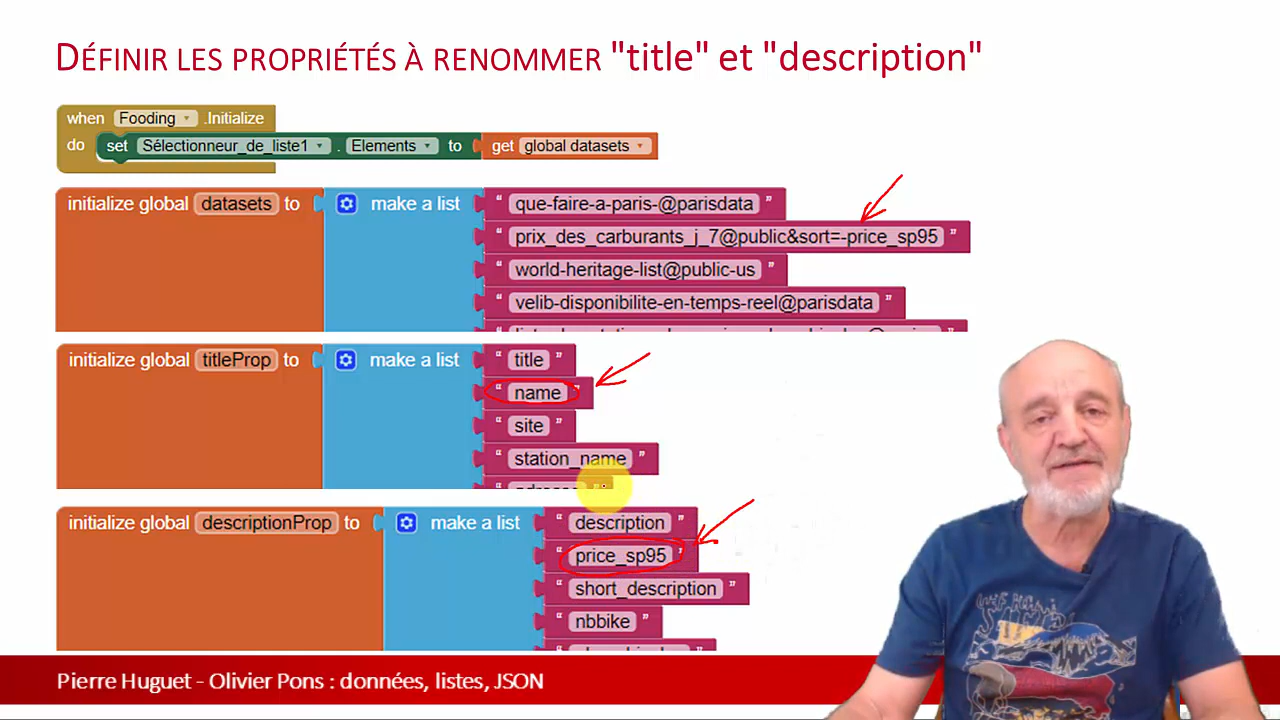 DÉFINIR LES PROPRIÉTÉS À RENOMMER "title" et "description"
when Fooding .Initialize
do set Sélectionneur_de_liste1 . Elements to get global datasets
initialize global datasets to make a list " que-faire-a-paris-@parisdata "
" prix_des_carburants_j_7@public&sort=-price_sp95 "
" world-heritage-list@public-us "
" velib-disponibilite-en-temps-reel@parisdata "
initialize global titleProp to make a list " title "
" name "
" site "
" station_name "
initialize global descriptionProp to make a list " description "
" price_sp95 "
" short_description "
" nbbike "
Pierre Huguet - Olivier Pons : données, listes, JSON